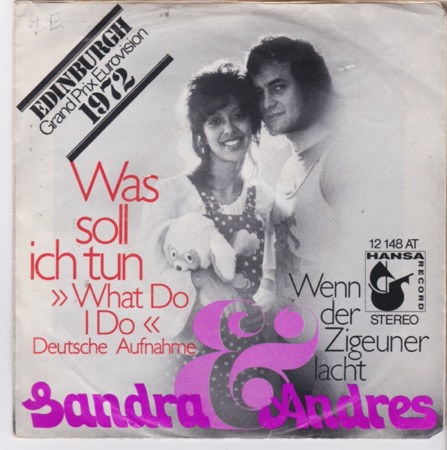 H.E.
EDINBURGH
Grand Prix Eurovision
1972
Was
soll
ich tun
»What Do
I Do«
Deutsche Aufnahme
12 148 AT
HANSA
RECORD
STEREO
Wenn
der
Zigeuner
lacht
Sandra & Andres